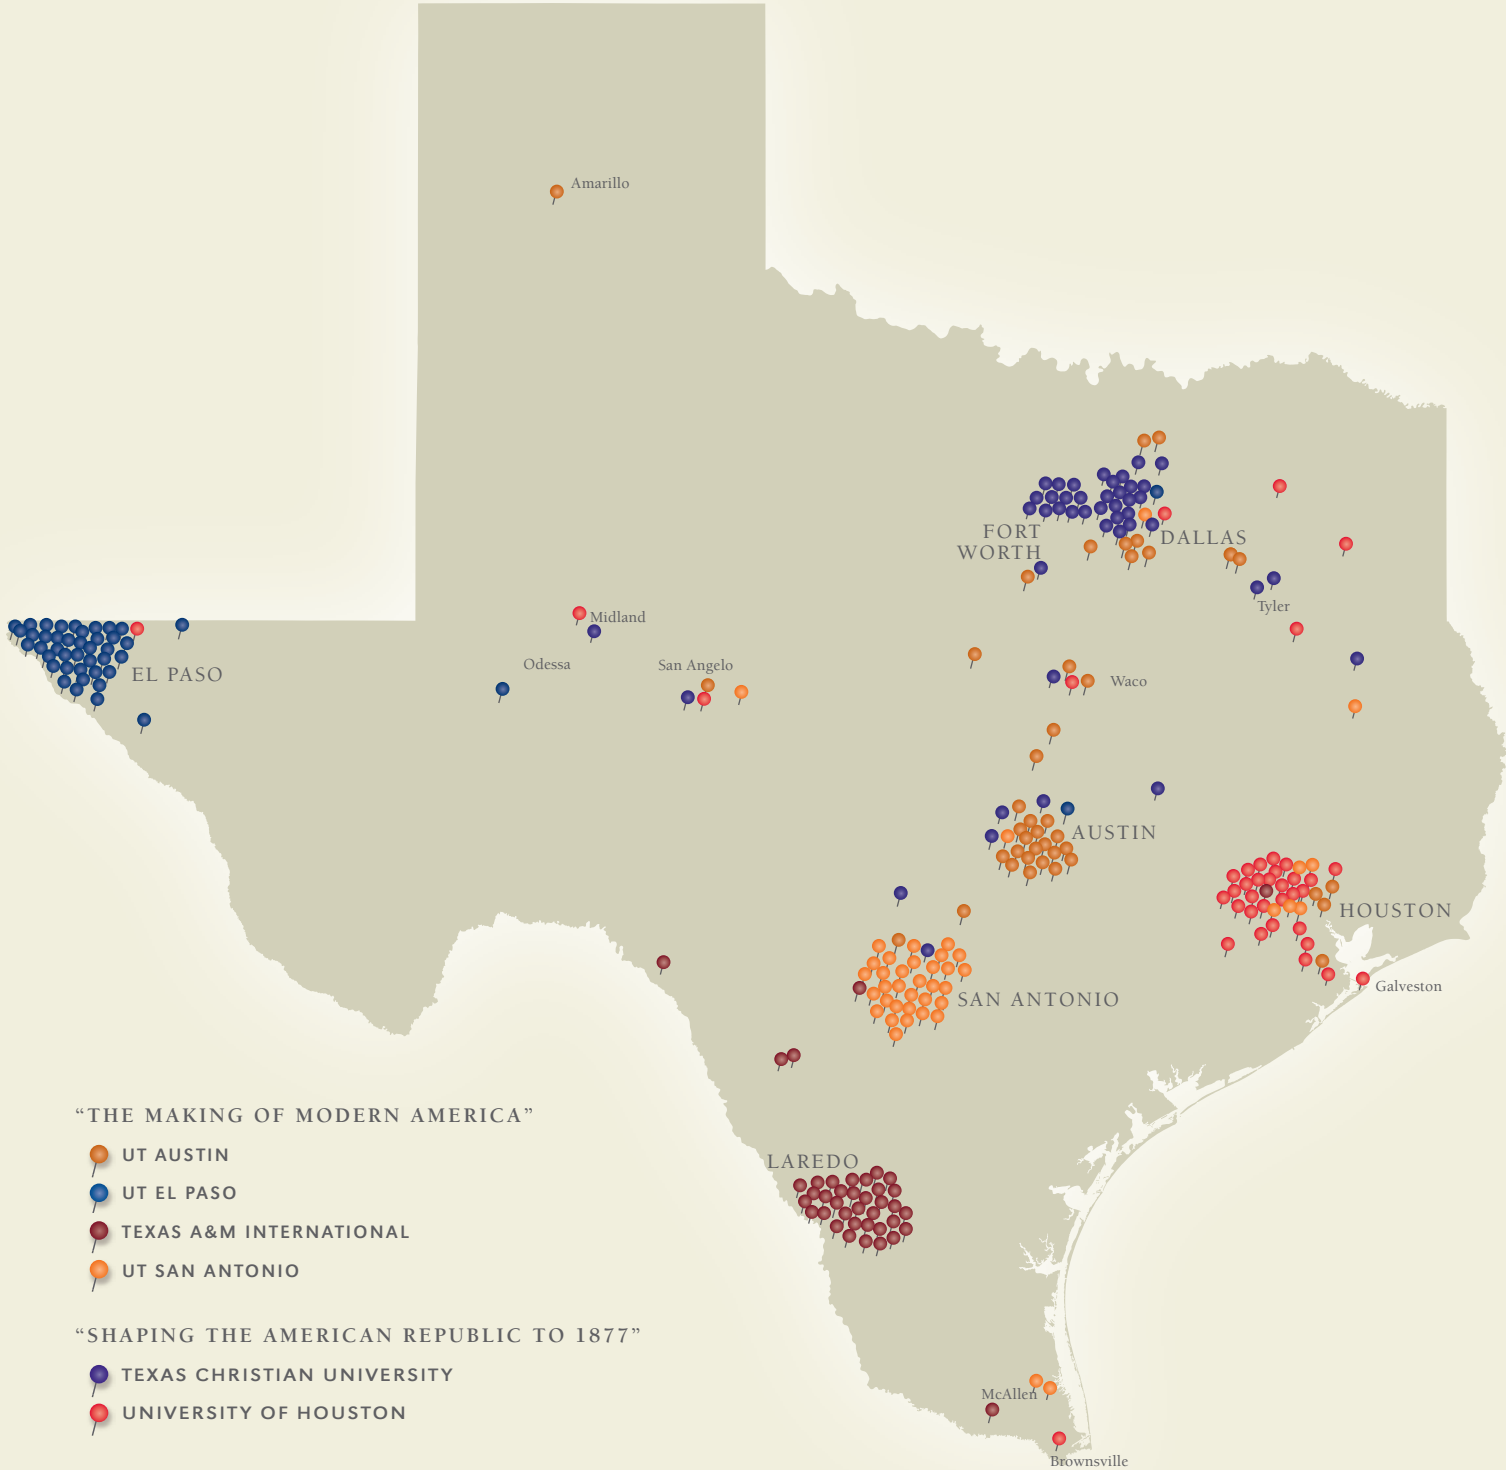 Amarillo
FORT
WORTH
DALLAS
Tyler
Midland
Odessa
San Angelo
EL PASO
Waco
AUSTIN
HOUSTON
SAN ANTONIO
Galveston
LAREDO
McAllen
Brownsville
“THE MAKING OF MODERN AMERICA”
UT AUSTIN
UT EL PASO
TEXAS A&M INTERNATIONAL
UT SAN ANTONIO
“SHAPING THE AMERICAN REPUBLIC TO 1877”
TEXAS CHRISTIAN UNIVERSITY
UNIVERSITY OF HOUSTON